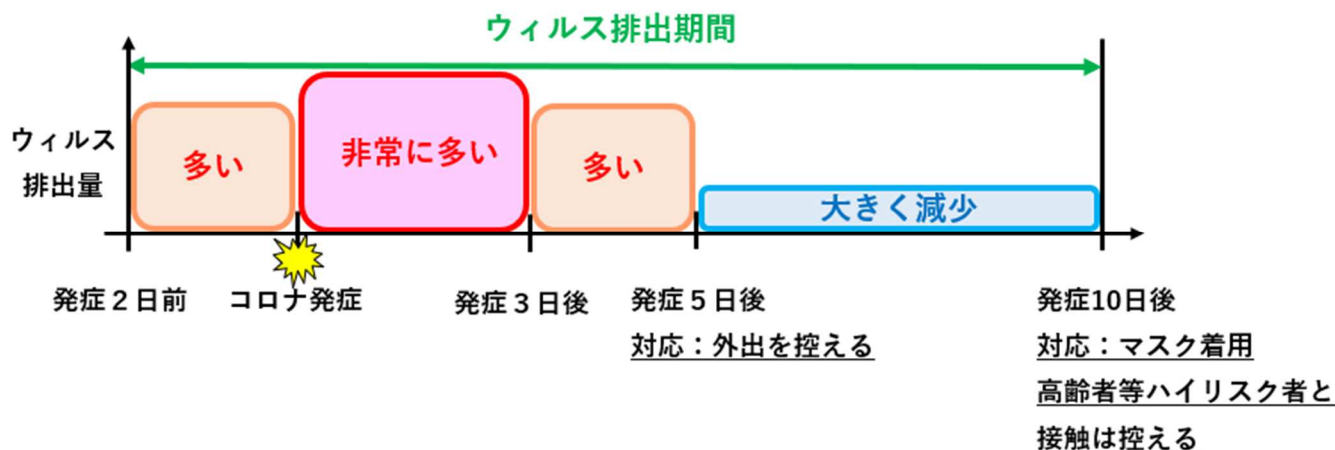 ウィルス排出期間
ウィルス
排出量
多い
非常に多い
多い
大きく減少
発症２日前
コロナ発症
発症３日後
発症５日後
対応：外出を控える
発症10日後
対応：マスク着用
高齢者等ハイリスク者と
接触は控える